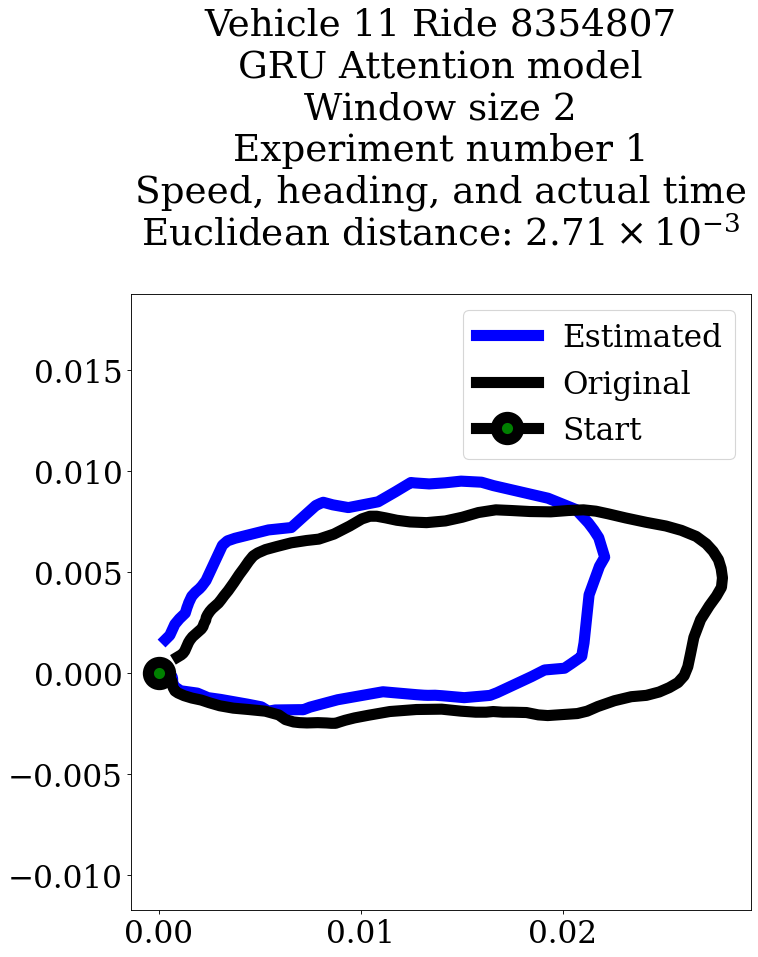 Vehicle 11 Ride 8354807
GRU Attention model
Window size 2
Experiment number 1
Speed, heading, and actual time
Euclidean distance: 2.71 × 10⁻³
Estimated
Original
Start
0.015
0.010
0.005
0.000
−0.005
−0.010
0.00 0.01 0.02